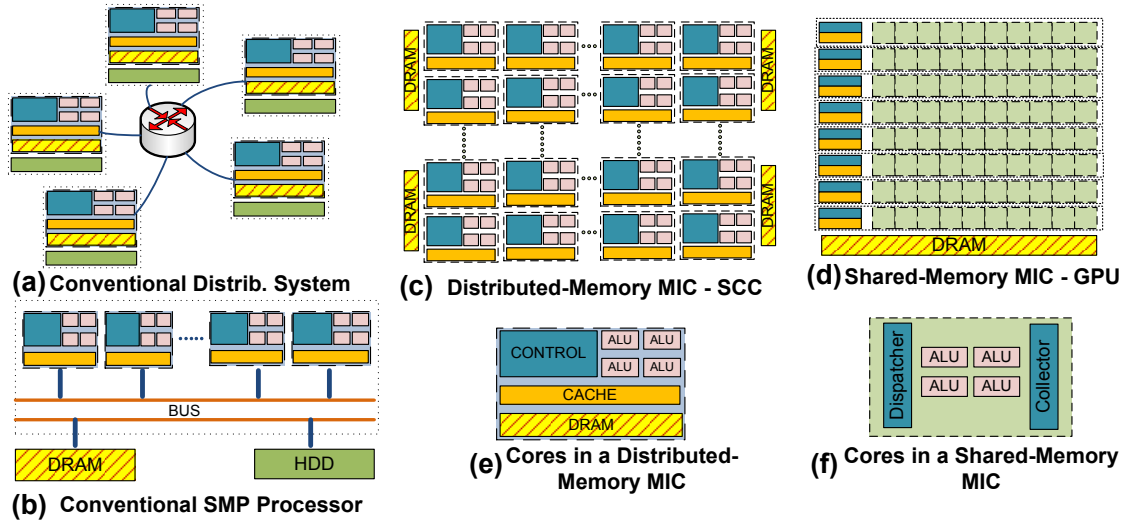 (a) Conventional Distrib. System
BUS
DRAM
HDD
(b) Conventional SMP Processor
DRAM
DRAM
DRAM
DRAM
(c) Distributed-Memory MIC - SCC
DRAM
(d) Shared-Memory MIC - GPU
CONTROL
ALU ALU
ALU ALU
CACHE
DRAM
(e) Cores in a Distributed-
Memory MIC
Dispatcher
ALU ALU
ALU ALU
Collector
(f) Cores in a Shared-Memory
MIC